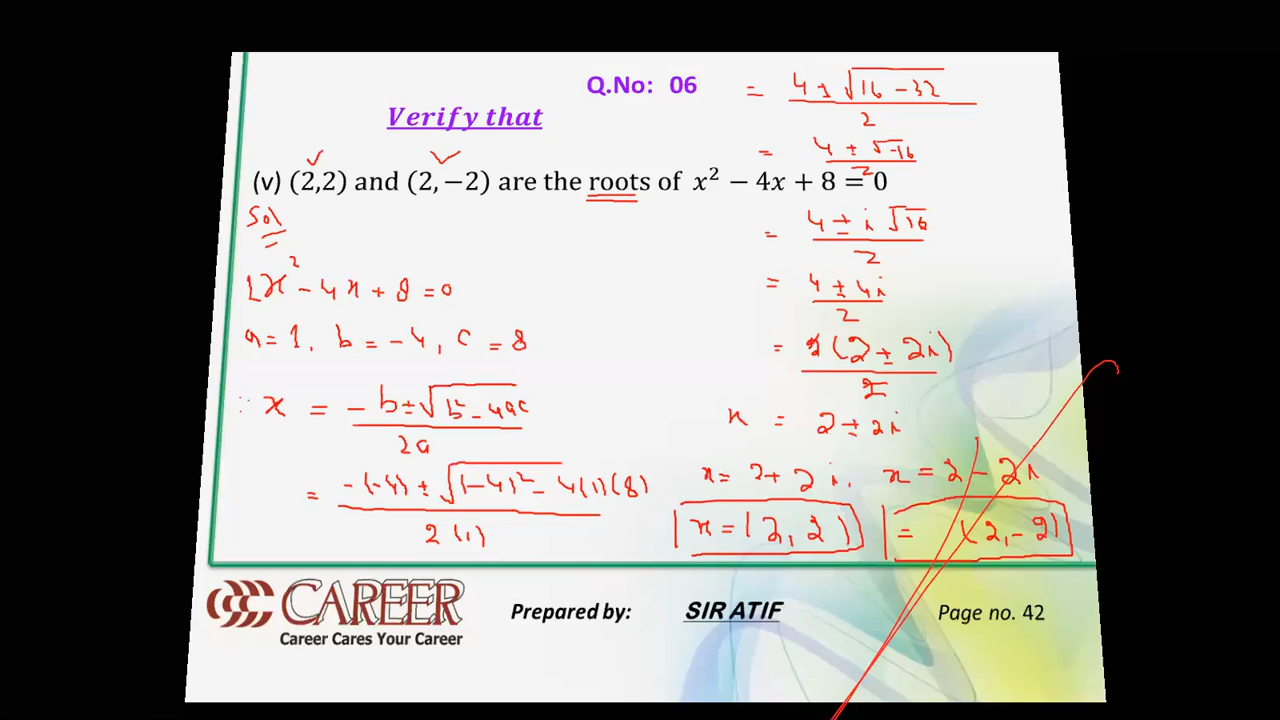 Q.No: 06
Verify that
(v) (2,2) and (2, −2) are the roots of x² − 4x + 8 = 0
Sol
1x² − 4x + 8 = 0
a = 1, b = −4, c = 8
∵ x = −b ± √b² − 4ac / 2a
= −(−4) ± √(−4)² − 4(1)(8) / 2(1)
= 4 ± √16 − 32 / 2
= 4 ± √−16 / 2
= 4 ± i √16 / 2
= 4 ± 4i / 2
= 2(2 ± 2i) / 2
x = 2 ± 2i
x = 2 + 2i, x = 2 − 2i
x = (2, 2) = (2, −2)
CAREER
Career Cares Your Career
Prepared by: SIR ATIF Page no. 42